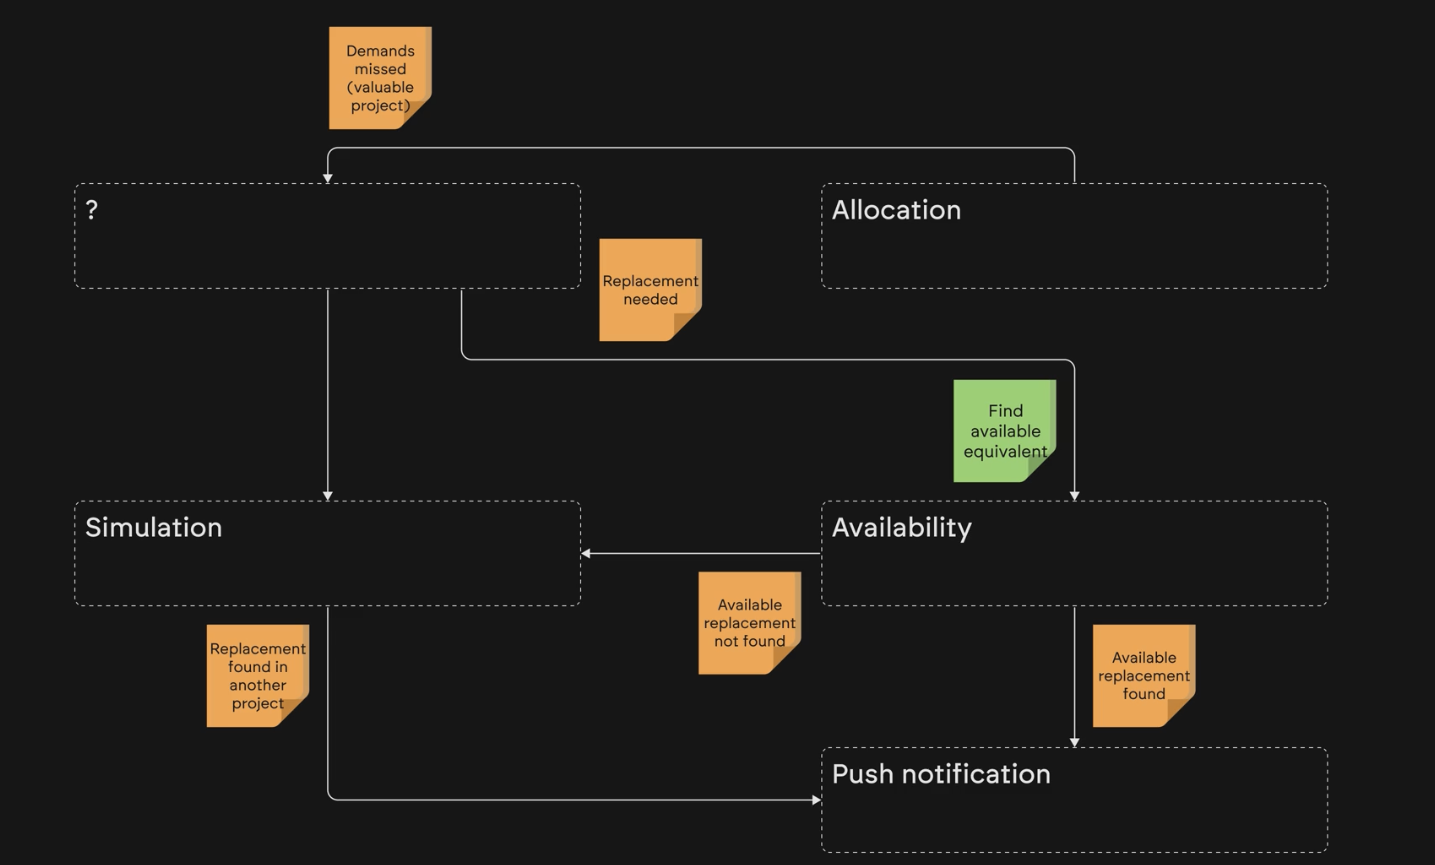 Demands
missed
(valuable
project)
?
Allocation
Replacement
needed
Find
available
equivalent
Simulation
Availability
Available
replacement
not found
Replacement
found in
another
project
Available
replacement
found
Push notification